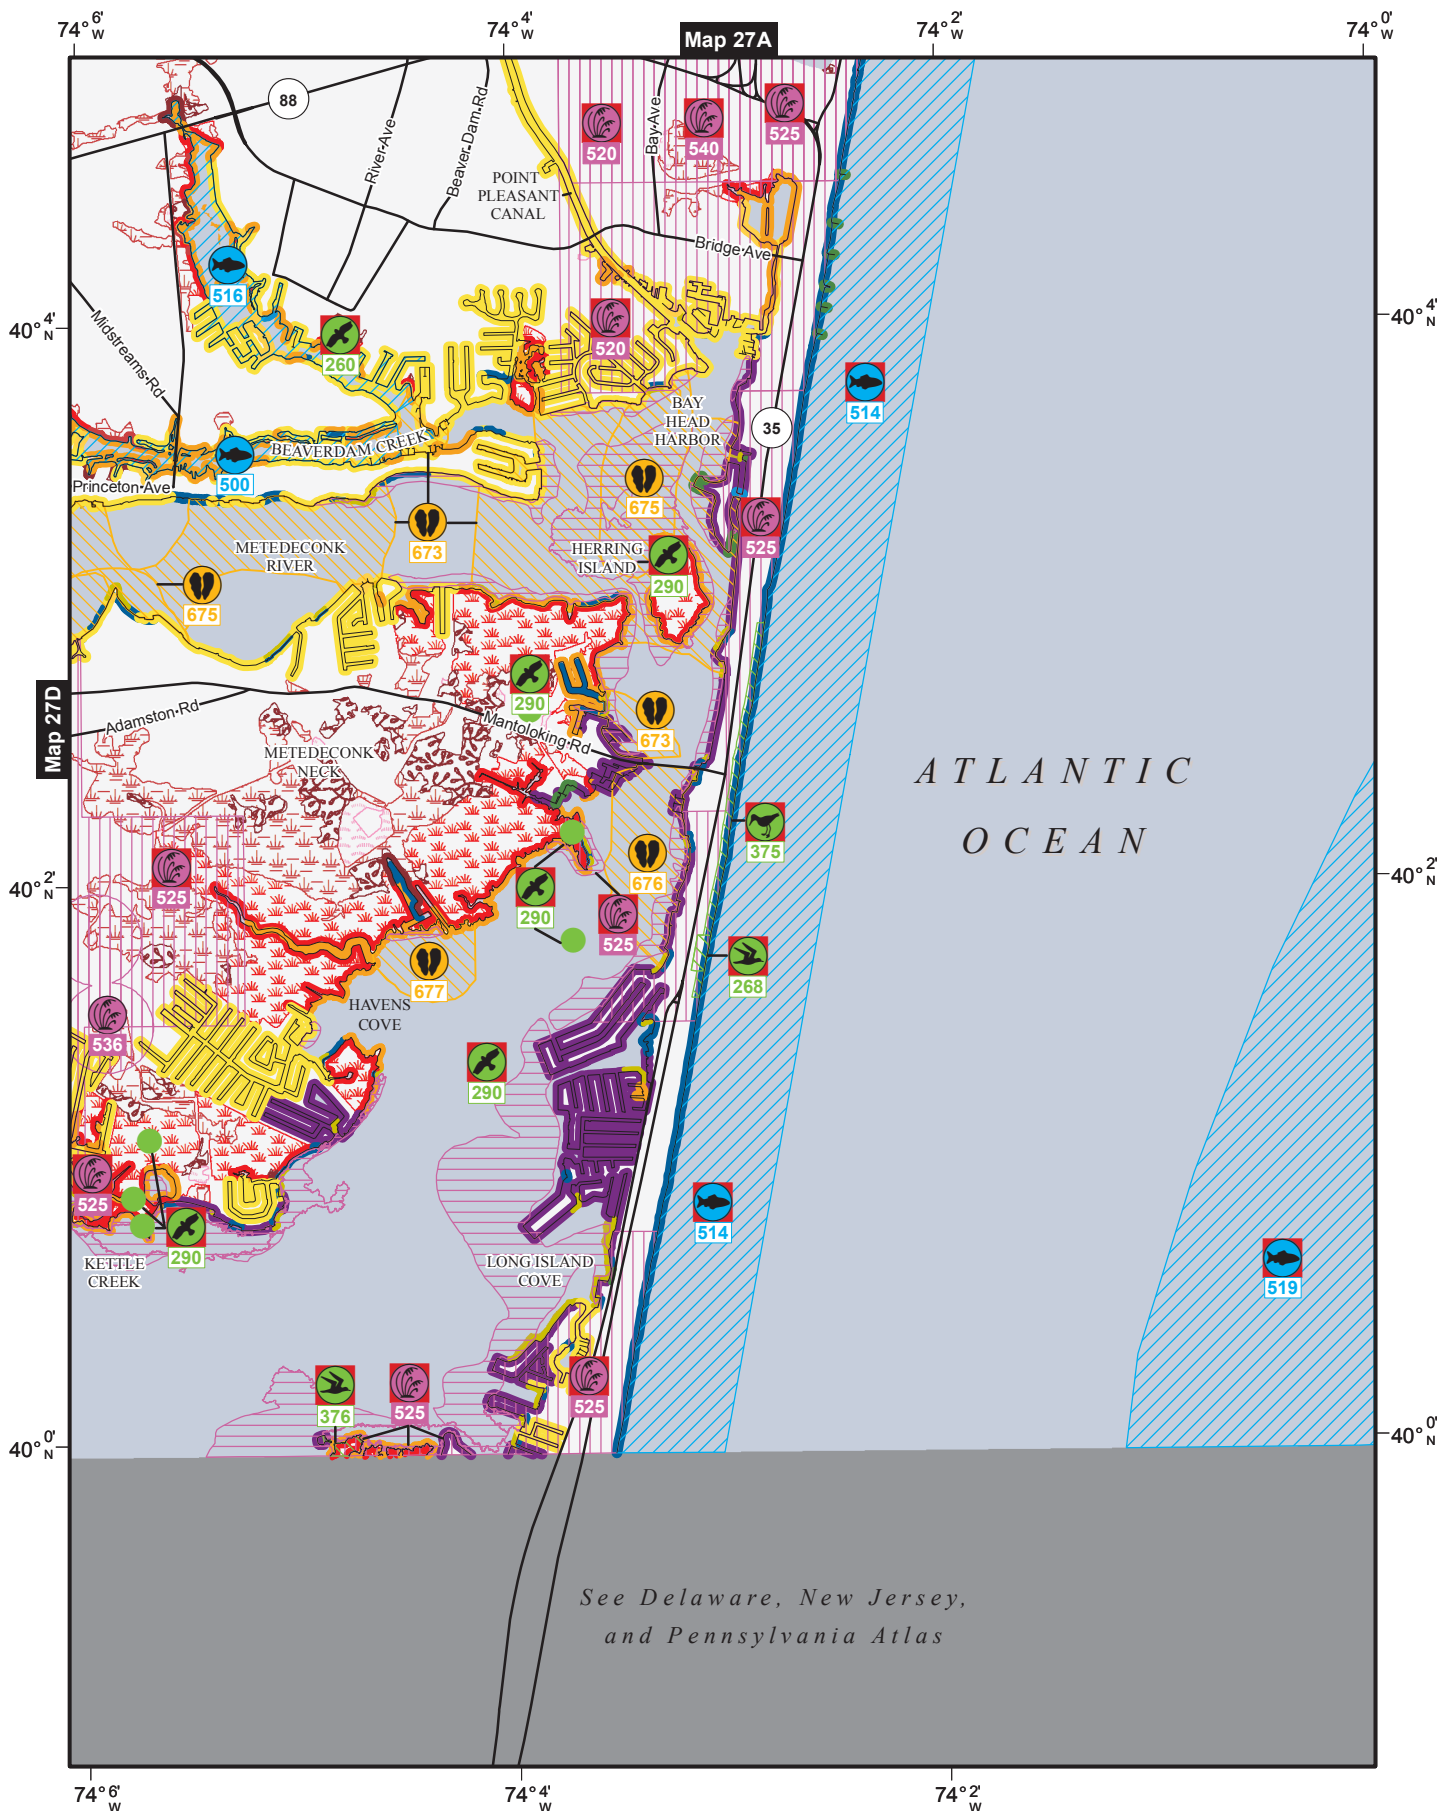 74° 6' W
74° 4' W
Map 27A
74° 2' W
74° 0' W
88
River Ave
Beaver Dam Rd
Bay Ave
520
540
525
POINT
PLEASANT
CANAL
Bridge Ave
516
260
520
40° 4' N
40° 4' N
Midstreams Rd
514
BAY
HEAD
HARBOR
35
BEAVERDAM CREEK
500
Princeton Ave
675
673
525
METEDECONK
RIVER
HERRING
ISLAND
290
675
290
Map 27D
Adamston Rd
Mantoloking Rd
673
METEDECONK
NECK
ATLANTIC
OCEAN
375
676
40° 2' N
40° 2' N
525
290
525
268
677
HAVENS
COVE
536
290
525
514
290
KETTLE
CREEK
LONG ISLAND
COVE
519
376
525
525
40° 0' N
40° 0' N
See Delaware, New Jersey,
and Pennsylvania Atlas
74° 6' W
74° 4' W
74° 2' W